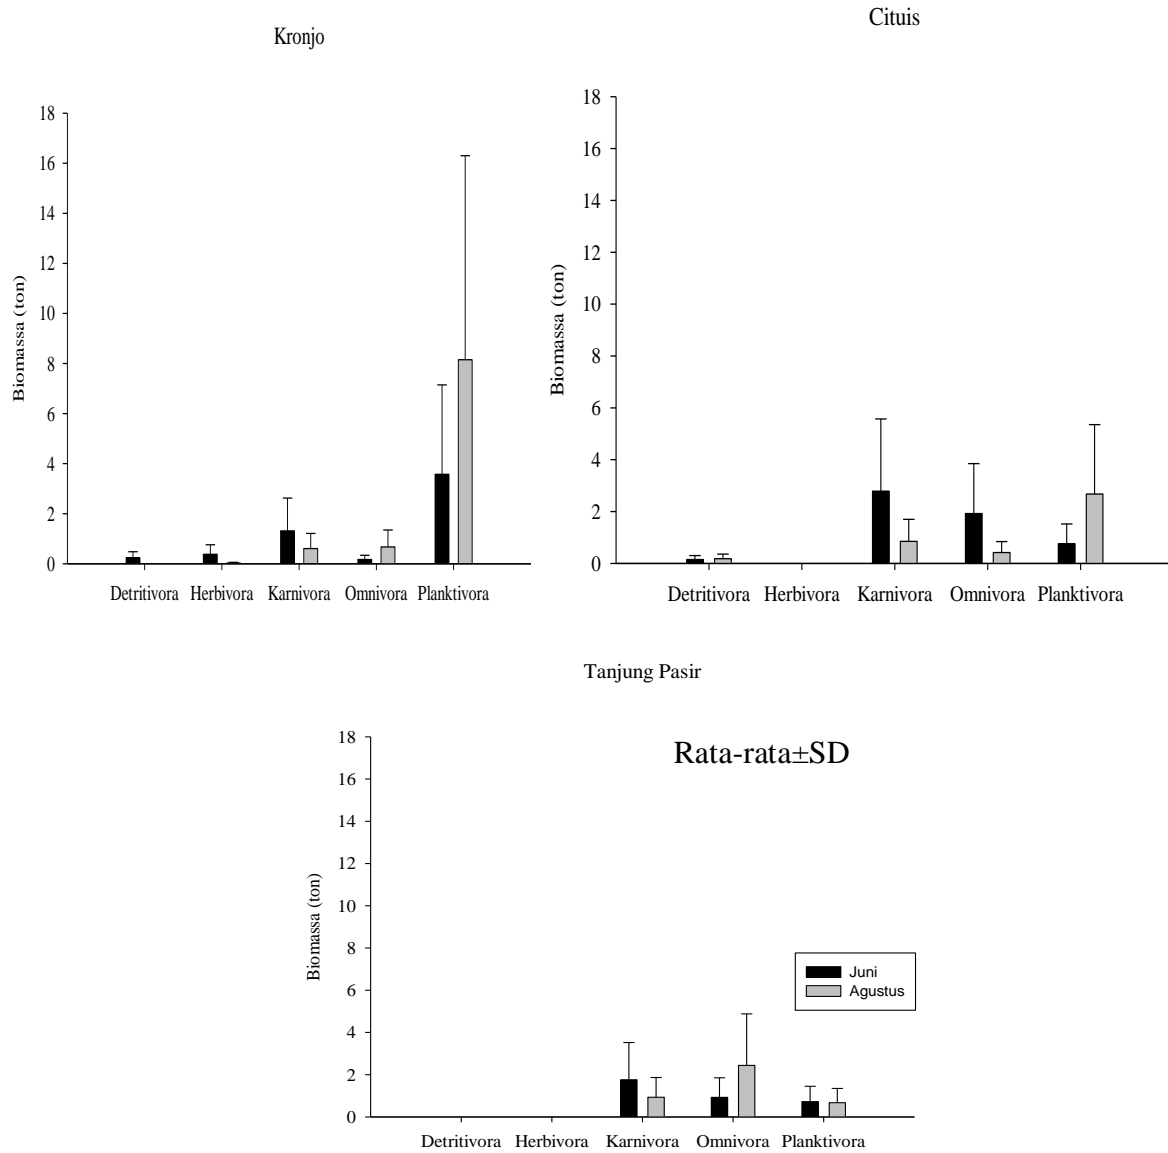 Kronjo
Biomassa (ton)
18
16
14
12
10
8
6
4
2
0
Detritivora Herbivora Karnivora Omnivora Planktivora
Cituis
Biomassa (ton)
18
16
14
12
10
8
6
4
2
0
Detritivora Herbivora Karnivora Omnivora Planktivora
Tanjung Pasir
Rata-rata±SD
Biomassa (ton)
18
16
14
12
10
8
6
4
2
0
Juni
Agustus
Detritivora Herbivora Karnivora Omnivora Planktivora